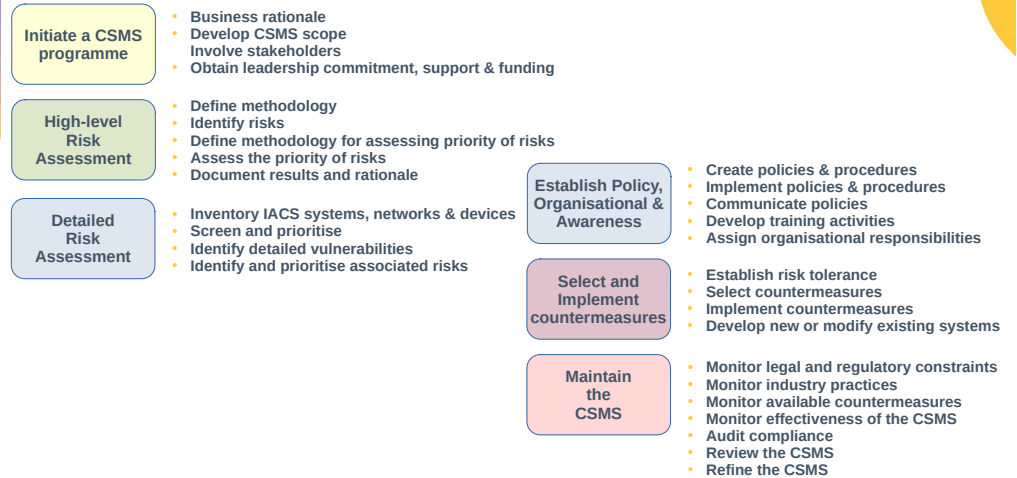 Initiate a CSMS
programme
• Business rationale
• Develop CSMS scope
Involve stakeholders
• Obtain leadership commitment, support & funding
High-level
Risk
Assessment
• Define methodology
• Identify risks
• Define methodology for assessing priority of risks
• Assess the priority of risks
• Document results and rationale
Detailed
Risk
Assessment
• Inventory IACS systems, networks & devices
• Screen and prioritise
• Identify detailed vulnerabilities
• Identify and prioritise associated risks
Establish Policy,
Organisational &
Awareness
• Create policies & procedures
• Implement policies & procedures
• Communicate policies
• Develop training activities
• Assign organisational responsibilities
Select and
Implement
countermeasures
• Establish risk tolerance
• Select countermeasures
• Implement countermeasures
• Develop new or modify existing systems
Maintain
the
CSMS
• Monitor legal and regulatory constraints
• Monitor industry practices
• Monitor available countermeasures
• Monitor effectiveness of the CSMS
• Audit compliance
• Review the CSMS
• Refine the CSMS